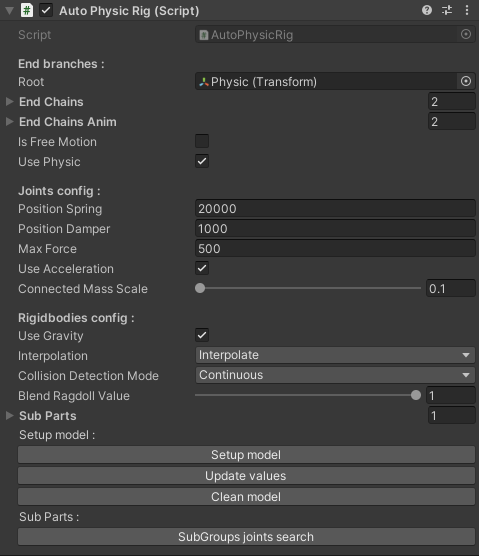 Auto Physic Rig (Script)
Script AutoPhysicRig
End branches :
Root Physic (Transform)
End Chains 2
End Chains Anim 2
Is Free Motion
Use Physic
Joints config :
Position Spring 20000
Position Damper 1000
Max Force 500
Use Acceleration
Connected Mass Scale 0.1
Rigidbodies config :
Use Gravity
Interpolation Interpolate
Collision Detection Mode Continuous
Blend Ragdoll Value 1
Sub Parts 1
Setup model :
Setup model
Update values
Clean model
Sub Parts :
SubGroups joints search